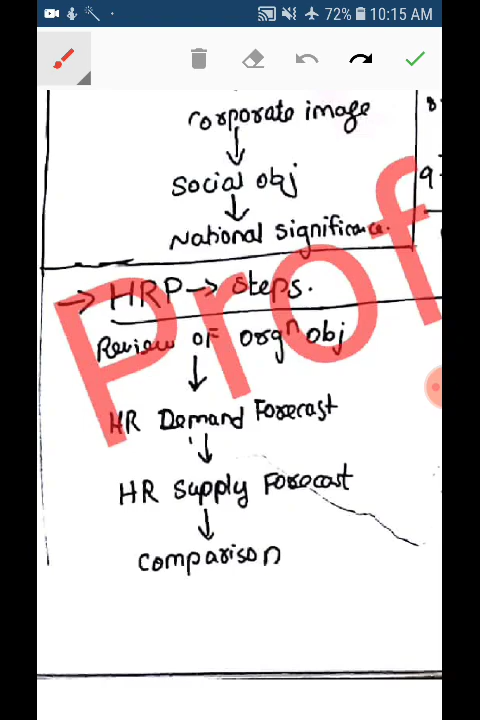 72% 10:15 AM
Corporate image
↓
Social obj
↓
National Significance.
→ HRP → Steps.
Review of orgⁿ obj
↓
HR Demand Forecast
↓
HR Supply Forecast
↓
Comparison
Prof